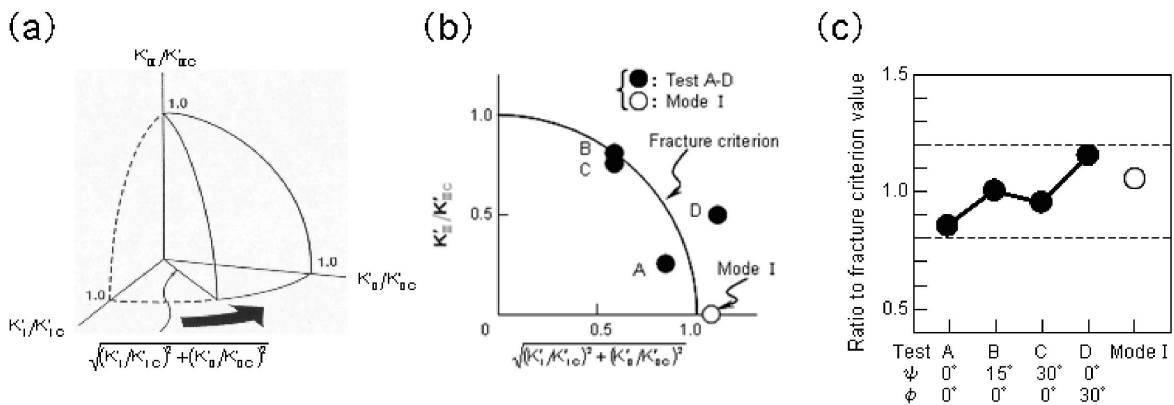 (a)
K'Ⅲ/K'ⅢC
1.0
1.0
K'Ⅱ/K'ⅡC
1.0
K'Ⅰ/K'ⅠC
√(K'Ⅰ/K'ⅠC)²+(K'Ⅱ/K'ⅡC)²
(b)
●: Test A-D
○: Mode I
K'Ⅲ/K'ⅢC
1.0
0.5
0
0.5
1.0
B
C
D
A
Fracture criterion
Mode I
√(K'Ⅰ/K'ⅠC)²+(K'Ⅱ/K'ⅡC)²
(c)
Ratio to fracture criterion value
1.5
1.0
0.5
Test A B C D Mode I
ψ 0° 15° 30° 0°
φ 0° 0° 0° 30°